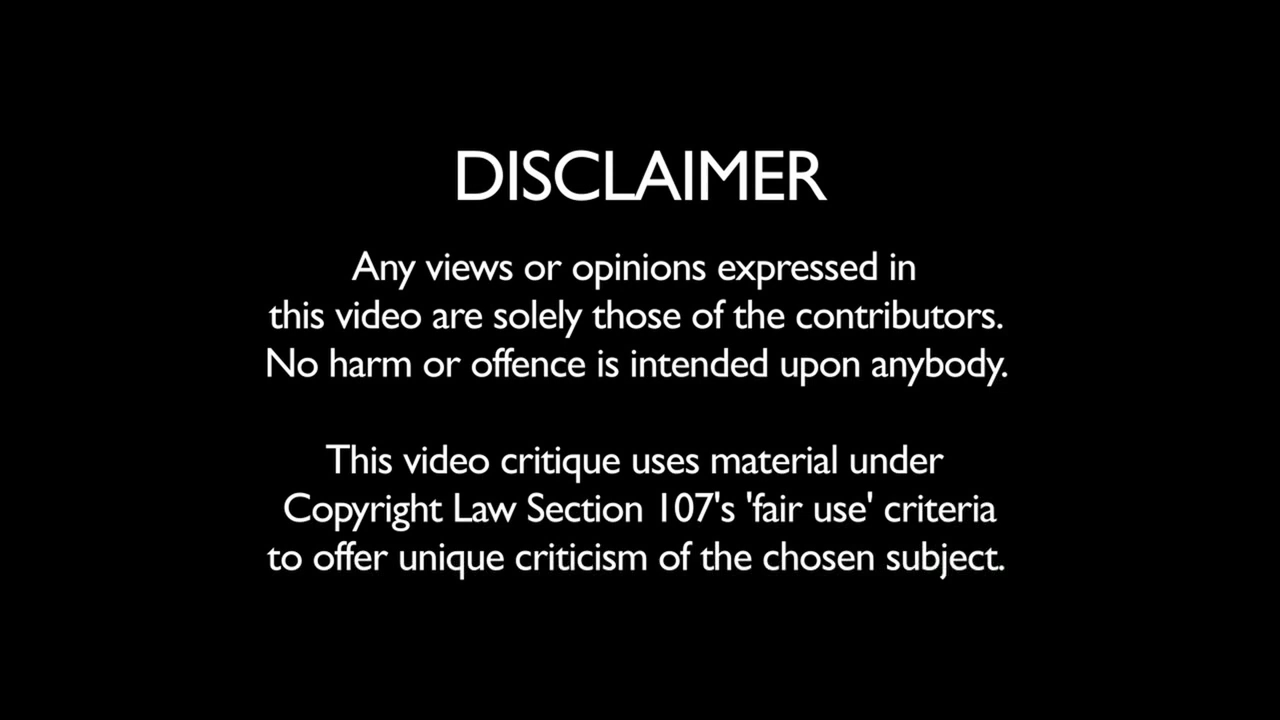 DISCLAIMER
Any views or opinions expressed in
this video are solely those of the contributors.
No harm or offence is intended upon anybody.
This video critique uses material under
Copyright Law Section 107's 'fair use' criteria
to offer unique criticism of the chosen subject.